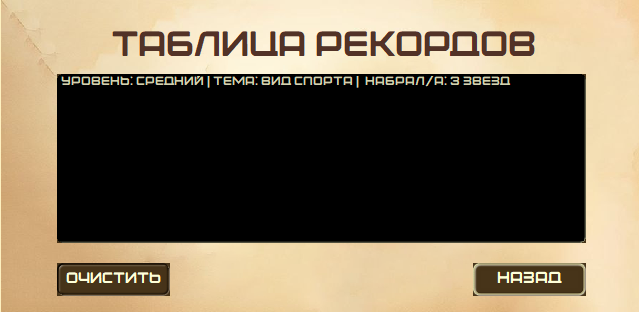 ТАБЛИЦА РЕКОРДОВ
УРОВЕНЬ: СРЕДНИЙ | ТЕМА: ВИД СПОРТА | НАБРАЛ/А: 3 ЗВЕЗД
ОЧИСТИТЬ
НАЗАД